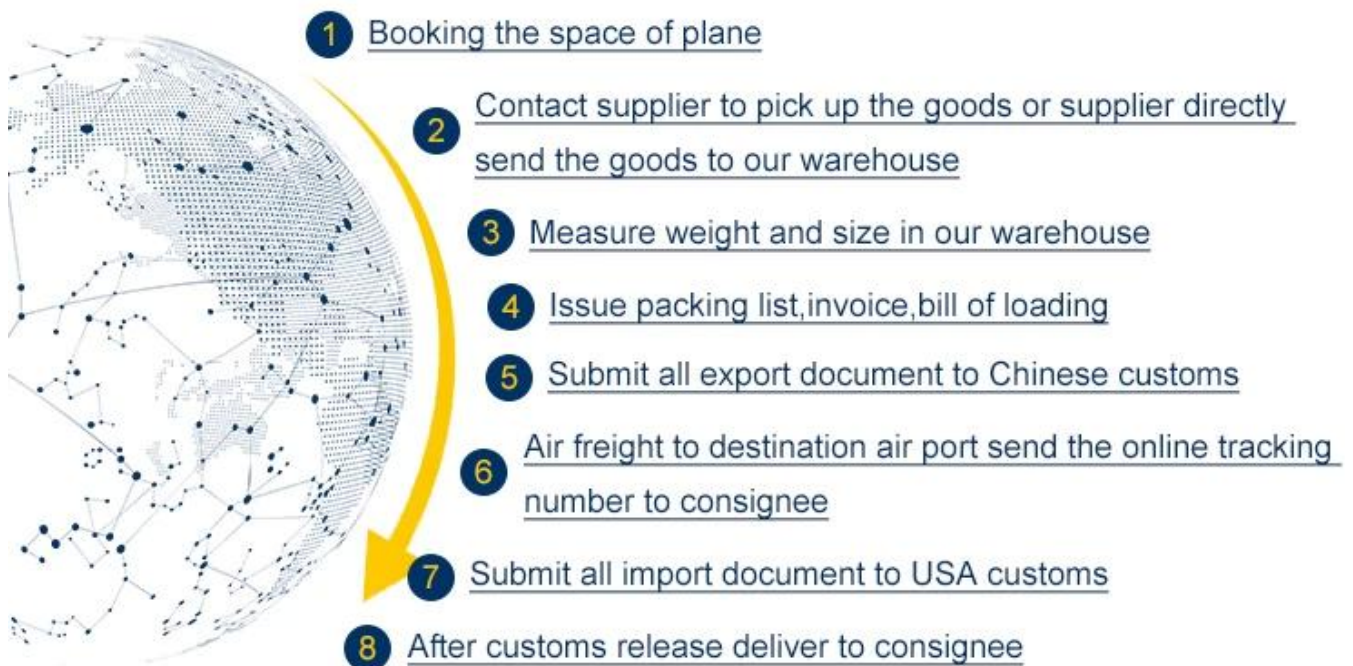 1 Booking the space of plane
2 Contact supplier to pick up the goods or supplier directly
send the goods to our warehouse
3 Measure weight and size in our warehouse
4 Issue packing list,invoice,bill of loading
5 Submit all export document to Chinese customs
6 Air freight to destination air port send the online tracking
number to consignee
7 Submit all import document to USA customs
8 After customs release deliver to consignee